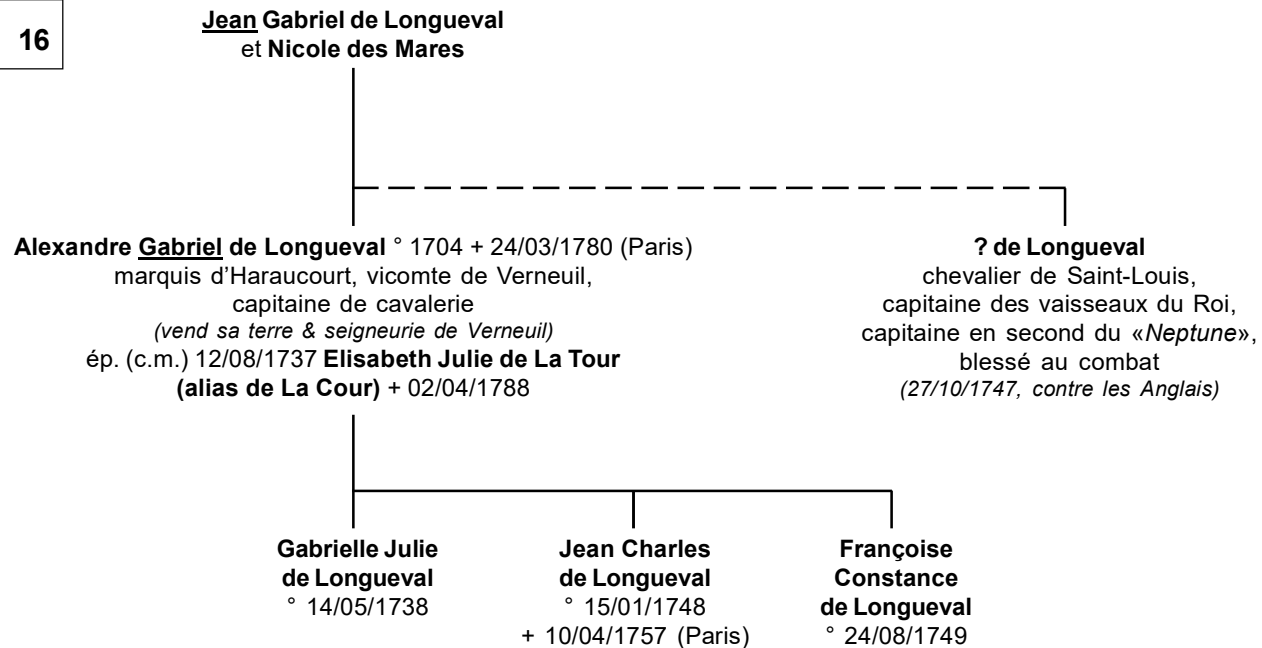 16
Jean Gabriel de Longueval
et Nicole des Mares
Alexandre Gabriel de Longueval ° 1704 + 24/03/1780 (Paris)
marquis d’Haraucourt, vicomte de Verneuil,
capitaine de cavalerie
(vend sa terre & seigneurie de Verneuil)
ép. (c.m.) 12/08/1737 Elisabeth Julie de La Tour
(alias de La Cour) + 02/04/1788
? de Longueval
chevalier de Saint-Louis,
capitaine des vaisseaux du Roi,
capitaine en second du «Neptune»,
blessé au combat
(27/10/1747, contre les Anglais)
Gabrielle Julie
de Longueval
° 14/05/1738
Jean Charles
de Longueval
° 15/01/1748
+ 10/04/1757 (Paris)
Françoise
Constance
de Longueval
° 24/08/1749